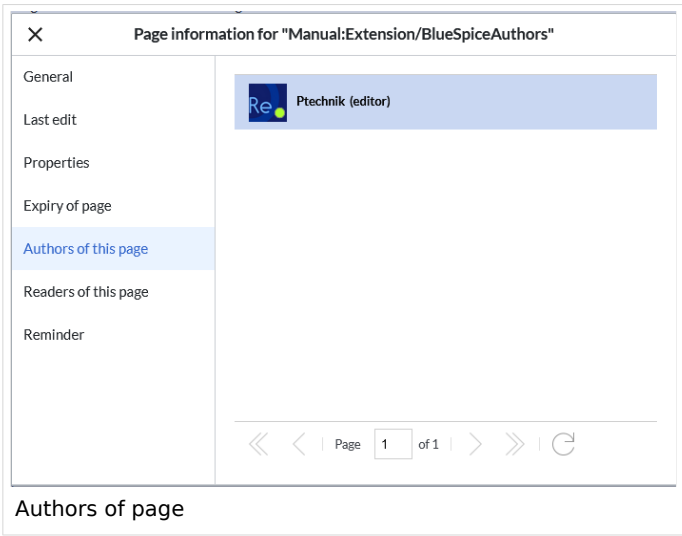 Page information for "Manual:Extension/BlueSpiceAuthors"
General
Last edit
Properties
Expiry of page
Authors of this page
Readers of this page
Reminder
Re
Ptechnik (editor)
Page 1 of 1
Authors of page